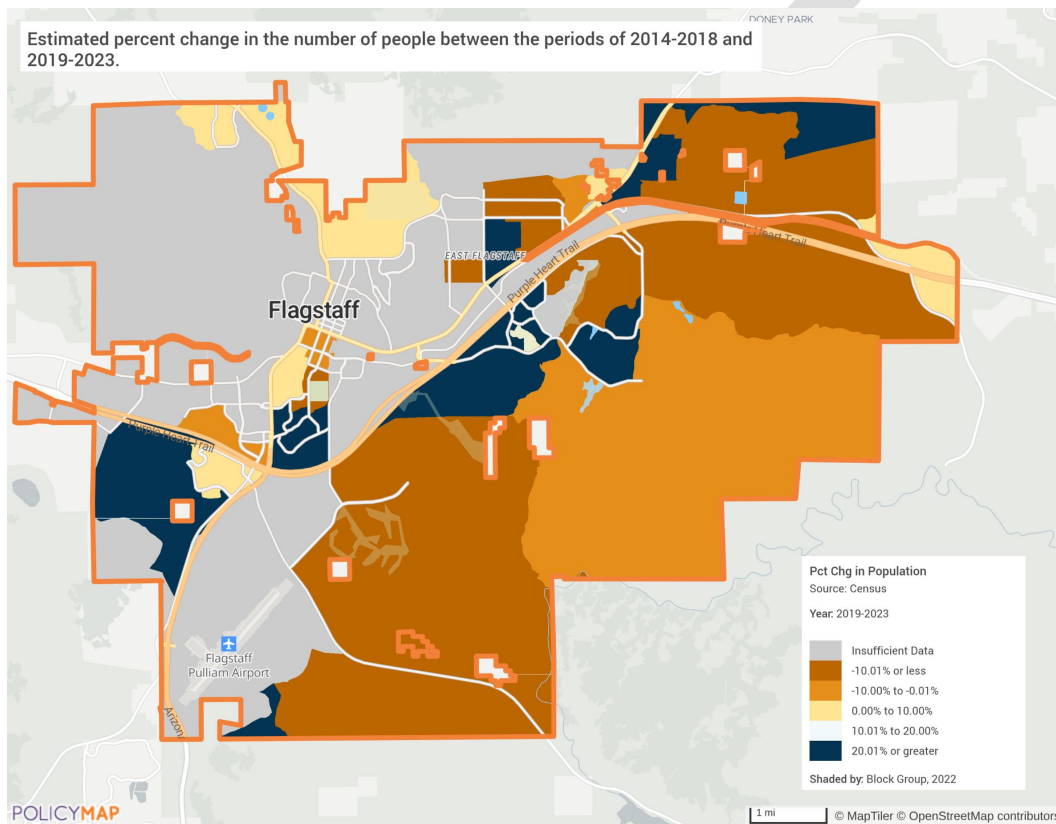 DONEY PARK
Estimated percent change in the number of people between the periods of 2014-2018 and
2019-2023.
Purple Heart Trail
EAST FLAGSTAFF
Purple Heart Trail
Flagstaff
Purple Heart Trail
Flagstaff
Pulliam Airport
Arizona
Pct Chg in Population
Source: Census
Year: 2019-2023
Insufficient Data
-10.01% or less
-10.00% to -0.01%
0.00% to 10.00%
10.01% to 20.00%
20.01% or greater
Shaded by: Block Group, 2022
POLICYMAP
1 mi
© MapTiler © OpenStreetMap contributors